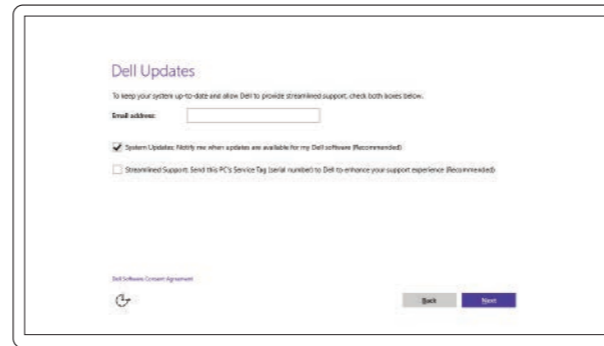 Dell Updates
To keep your system up-to-date and allow Dell to provide streamlined support, check both boxes below.
Email address:
System Updates: Notify me when updates are available for my Dell software (Recommended)
Streamlined Support: Send this PC's Service Tag (serial number) to Dell to enhance your support experience (Recommended)
Dell Software Consent Agreement
Back Next